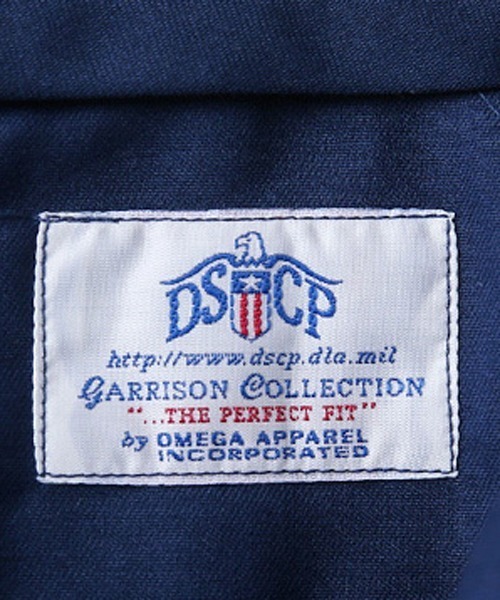 DSCP
http://www.dscp.dla.mil
GARRISON COLLECTION
"...THE PERFECT FIT"
by OMEGA APPAREL
INCORPORATED